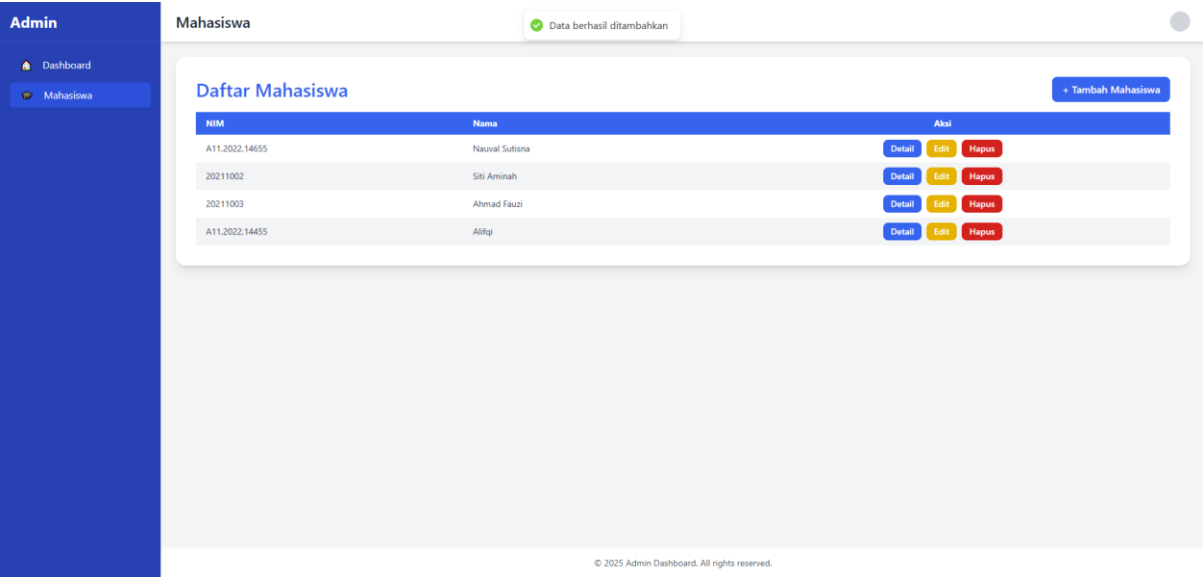 Admin
Mahasiswa
Data berhasil ditambahkan
Dashboard
Mahasiswa
Daftar Mahasiswa
+ Tambah Mahasiswa
NIM Nama Aksi
A11.2022.14655 Nauval Sutisna Detail Edit Hapus
20211002 Siti Aminah Detail Edit Hapus
20211003 Ahmad Fauzi Detail Edit Hapus
A11.2022.14455 Alifqi Detail Edit Hapus
© 2025 Admin Dashboard. All rights reserved.